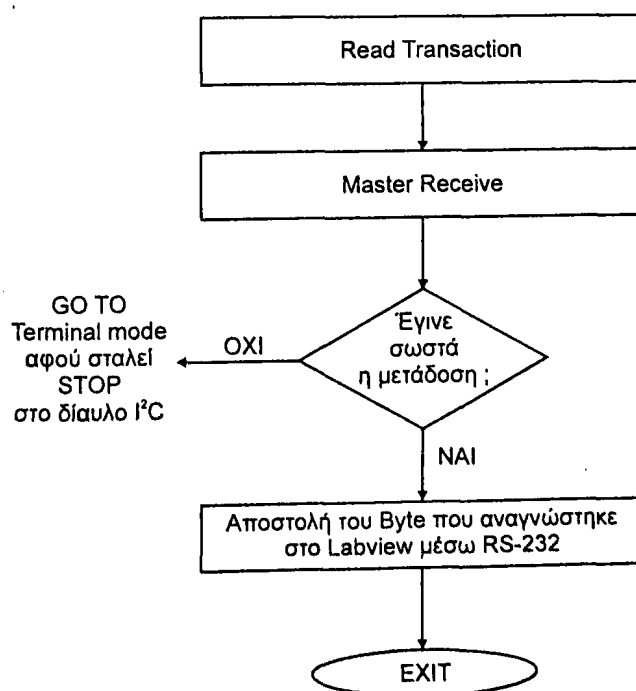 Read Transaction
Master Receive
Έγινε
σωστά
η μετάδοση ;
ΟΧΙ
GO TO
Terminal mode
αφού σταλεί
STOP
στο δίαυλο I²C
ΝΑΙ
Αποστολή του Byte που αναγνώστηκε
στο Labview μέσω RS-232
EXIT